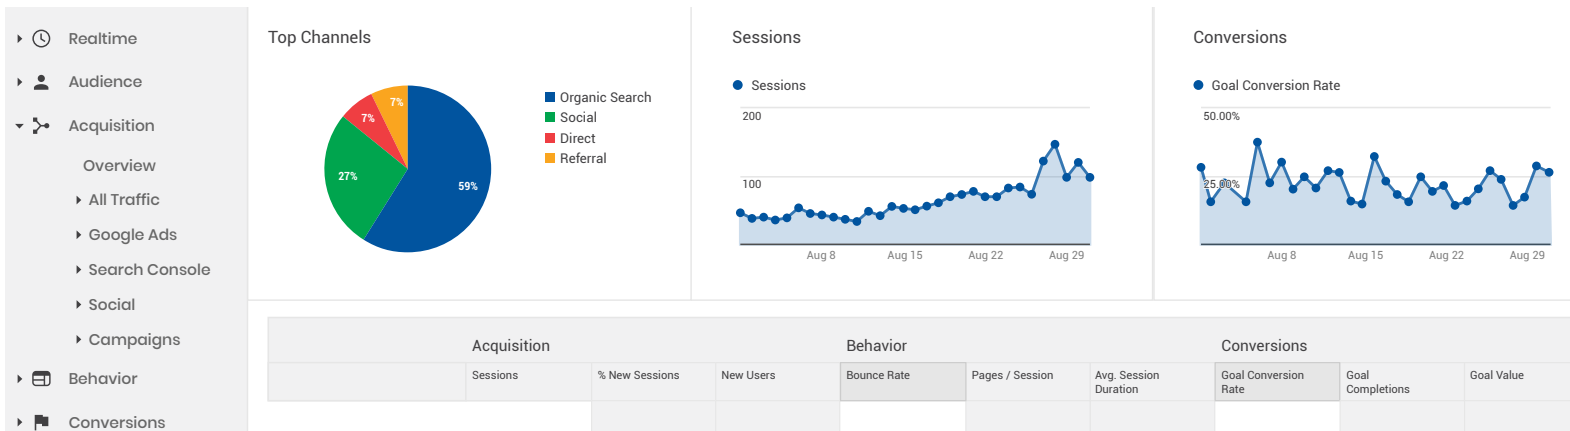 Realtime
Audience
Acquisition
Overview
All Traffic
Google Ads
Search Console
Social
Campaigns
Behavior
Conversions
Top Channels
7%
7%
27%
59%
Organic Search
Social
Direct
Referral
Sessions
Sessions
200
100
Aug 8 Aug 15 Aug 22 Aug 29
Conversions
Goal Conversion Rate
50.00%
25.00%
Aug 8 Aug 15 Aug 22 Aug 29
Acquisition Behavior Conversions
Sessions % New Sessions New Users Bounce Rate Pages / Session Avg. Session Goal Conversion Goal Goal Value
Duration Rate Completions